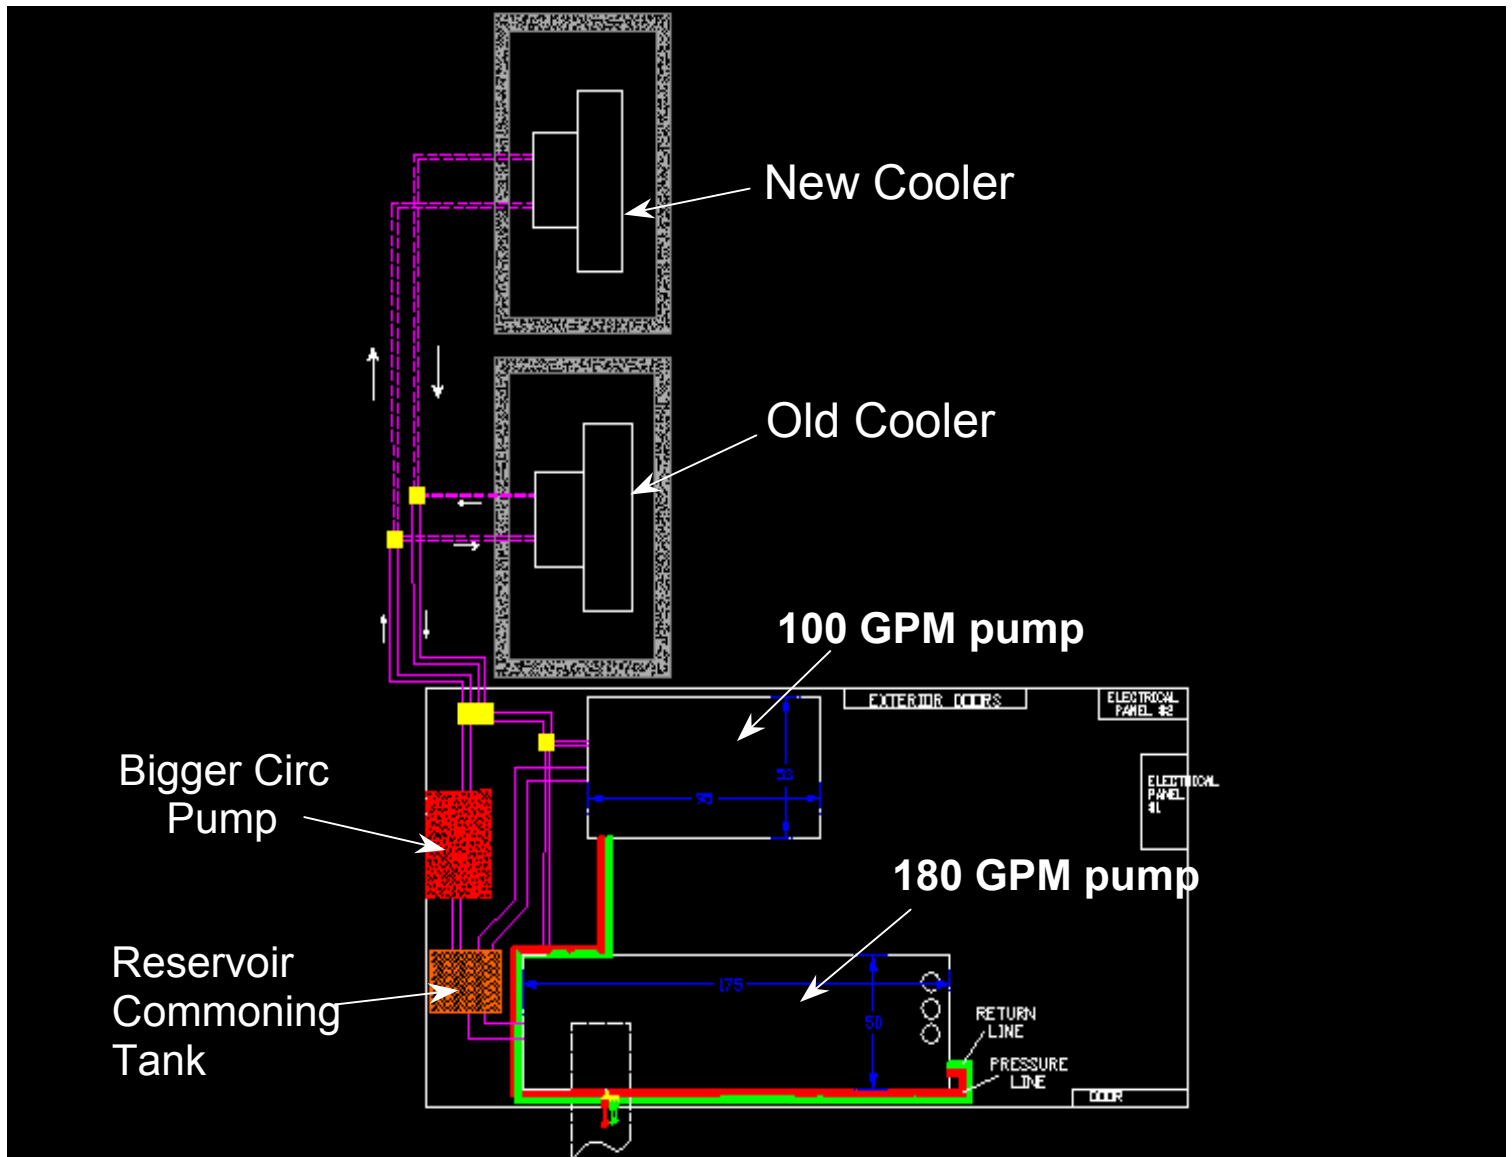 New Cooler
Old Cooler
100 GPM pump
EXTERIOR DOORS
ELECTRICAL
PANEL #2
Bigger Circ
Pump
ELECTRICAL
PANEL
#1
180 GPM pump
Reservoir
Commoning
Tank
175
50
RETURN
LINE
PRESSURE
LINE
DOOR